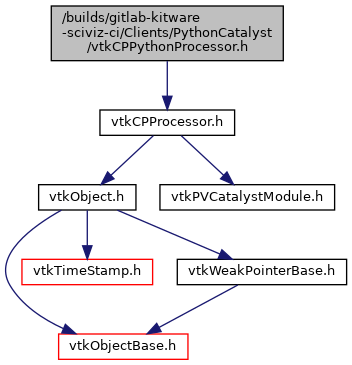 /builds/gitlab-kitware
-sciviz-ci/Clients/PythonCatalyst
/vtkCPPythonProcessor.h
vtkCPProcessor.h
vtkObject.h
vtkPVCatalystModule.h
vtkTimeStamp.h
vtkWeakPointerBase.h
vtkObjectBase.h